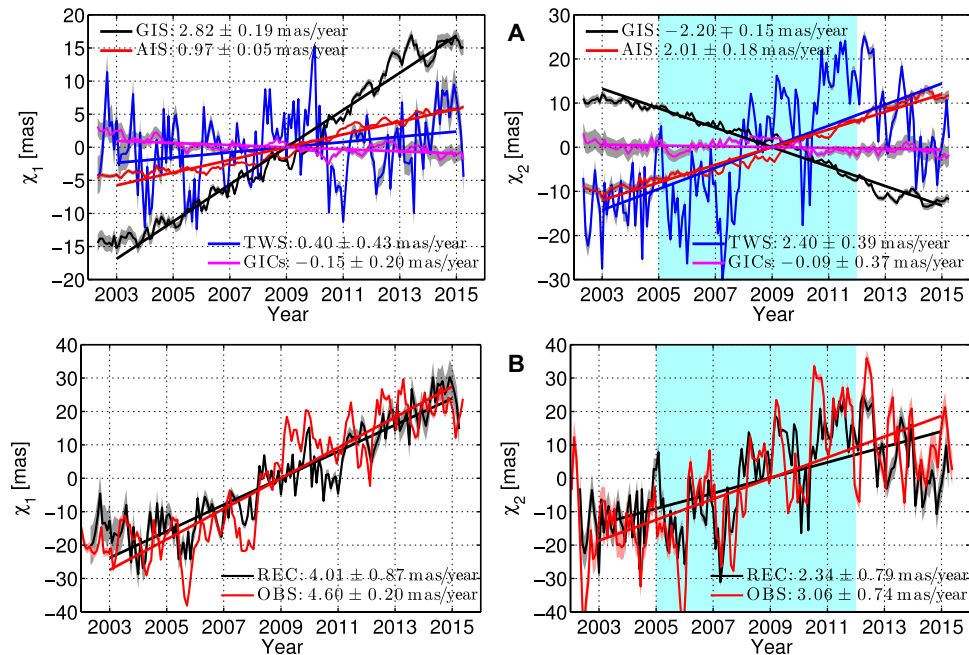 A
GIS: 2.82 ± 0.19 mas/year
AIS: 0.97 ± 0.05 mas/year
TWS: 0.40 ± 0.43 mas/year
GICs: −0.15 ± 0.20 mas/year
χ1 [mas]
20
15
10
5
0
−5
−10
−15
20
2003 2005 2007 2009 2011 2013 2015
Year
GIS: −2.20 ∓ 0.15 mas/year
AIS: 2.01 ± 0.18 mas/year
TWS: 2.40 ± 0.39 mas/year
GICs: −0.09 ± 0.37 mas/year
χ2 [mas]
30
20
10
0
−10
−20
−30
2003 2005 2007 2009 2011 2013 2015
Year
B
REC: 4.01 ± 0.87 mas/year
OBS: 4.60 ± 0.20 mas/year
χ1 [mas]
40
30
20
10
0
−10
−20
−30
40
2003 2005 2007 2009 2011 2013 2015
Year
REC: 2.34 ± 0.79 mas/year
OBS: 3.06 ± 0.74 mas/year
χ2 [mas]
40
30
20
10
0
−10
−20
−30
−40
2003 2005 2007 2009 2011 2013 2015
Year